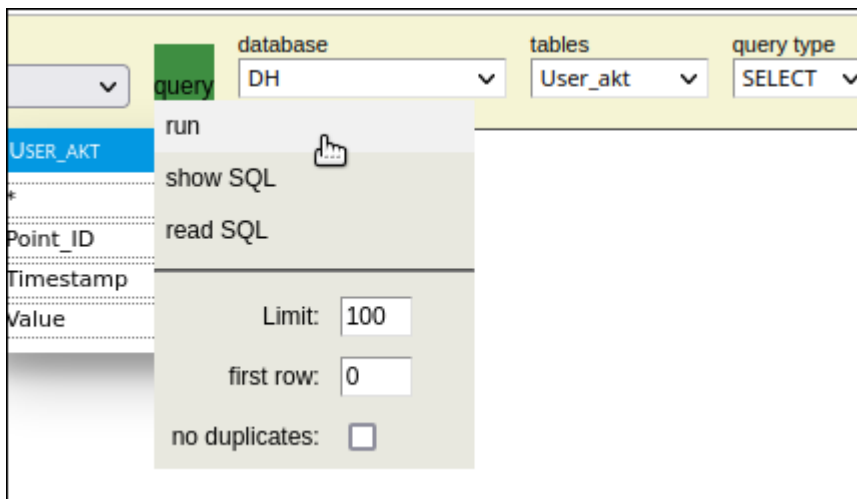 database tables query type
query DH User_akt SELECT
run
USER_AKT
show SQL
*
read SQL
Point_ID
Timestamp
Value
Limit: 100
first row: 0
no duplicates: